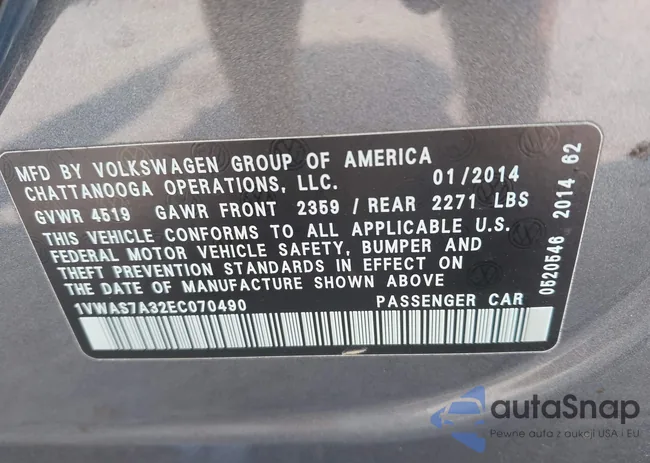 MFD BY VOLKSWAGEN GROUP OF AMERICA
CHATTANOOGA OPERATIONS, LLC. 01/2014
GVWR 4519 GAWR FRONT 2359 / REAR 2271 LBS
THIS VEHICLE CONFORMS TO ALL APPLICABLE U.S.
FEDERAL MOTOR VEHICLE SAFETY, BUMPER AND
THEFT PREVENTION STANDARDS IN EFFECT ON
THE DATE OF MANUFACTURE SHOWN ABOVE
1VWAS7A32EC070490 PASSENGER CAR
0520546 2014 62
autaSnap
Pewne auta z aukcji USA i EU